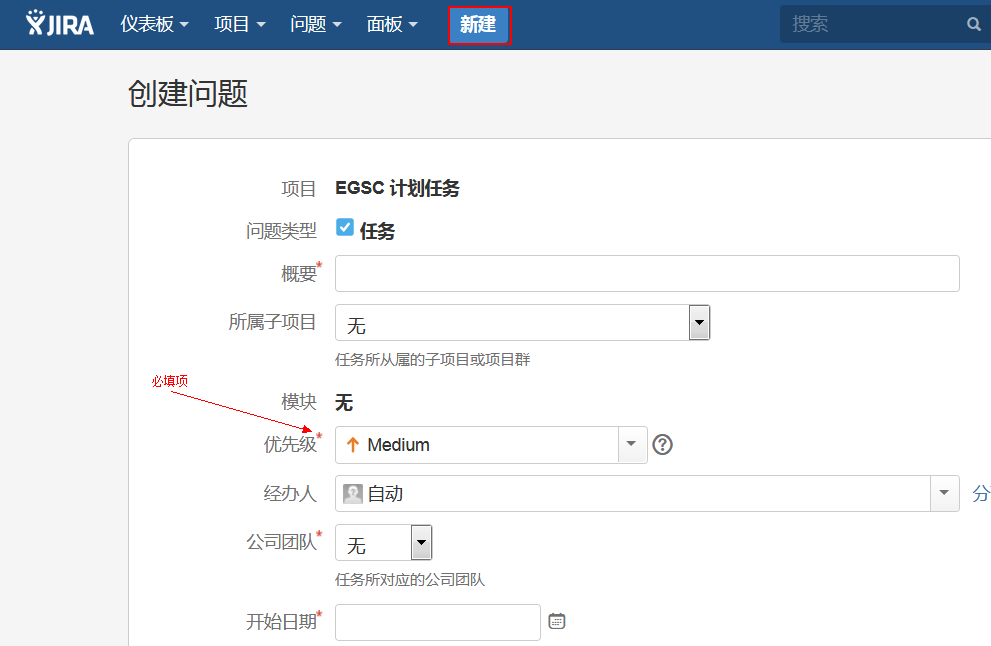 JIRA 仪表板 项目 问题 面板 新建 搜索
创建问题
项目 EGSC 计划任务
问题类型 任务
概要*
所属子项目 无
任务所从属的子项目或项目群
必填项
模块 无
优先级* Medium
经办人 自动 分
公司团队* 无
任务所对应的公司团队
开始日期*